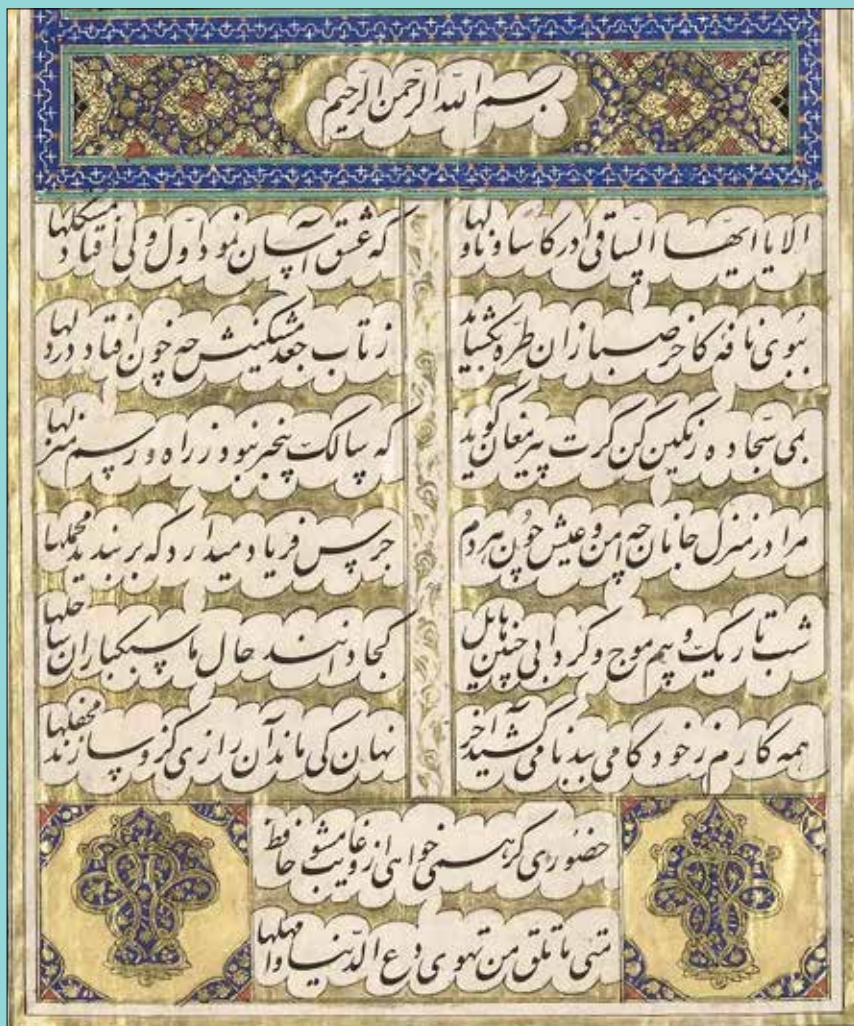 بسم الله الرحمن الرحیم
الا یا ایها الساقی ادر کاسا و ناولها که عشق آسان نمود اول ولی افتاد مشکلها
ببوی نافهٔ کاخر صبا زان طره بگشاید ز تاب جعد مشکینش چه خون افتاد در دلها
بمی سجاده رنگین کن گرت پیر مغان گوید که سالک بیخبر نبود ز راه و رسم منزلها
مرا در منزل جانان چه امن و عیش چون هر دم جرس فریاد میدارد که بربندید محملها
شب تاریک و بیم موج و گردابی چنین هایل کجا دانند حال ما سبکباران ساحلها
همه کارم ز خود کامی ببدنامی کشید آخر نهان کی ماند آن رازی کزو سازند محفلها
حضوری گر همی خواهی ازو غایب مشو حافظ
متی ما تلق من تهوی دع الدنیا وامهلها